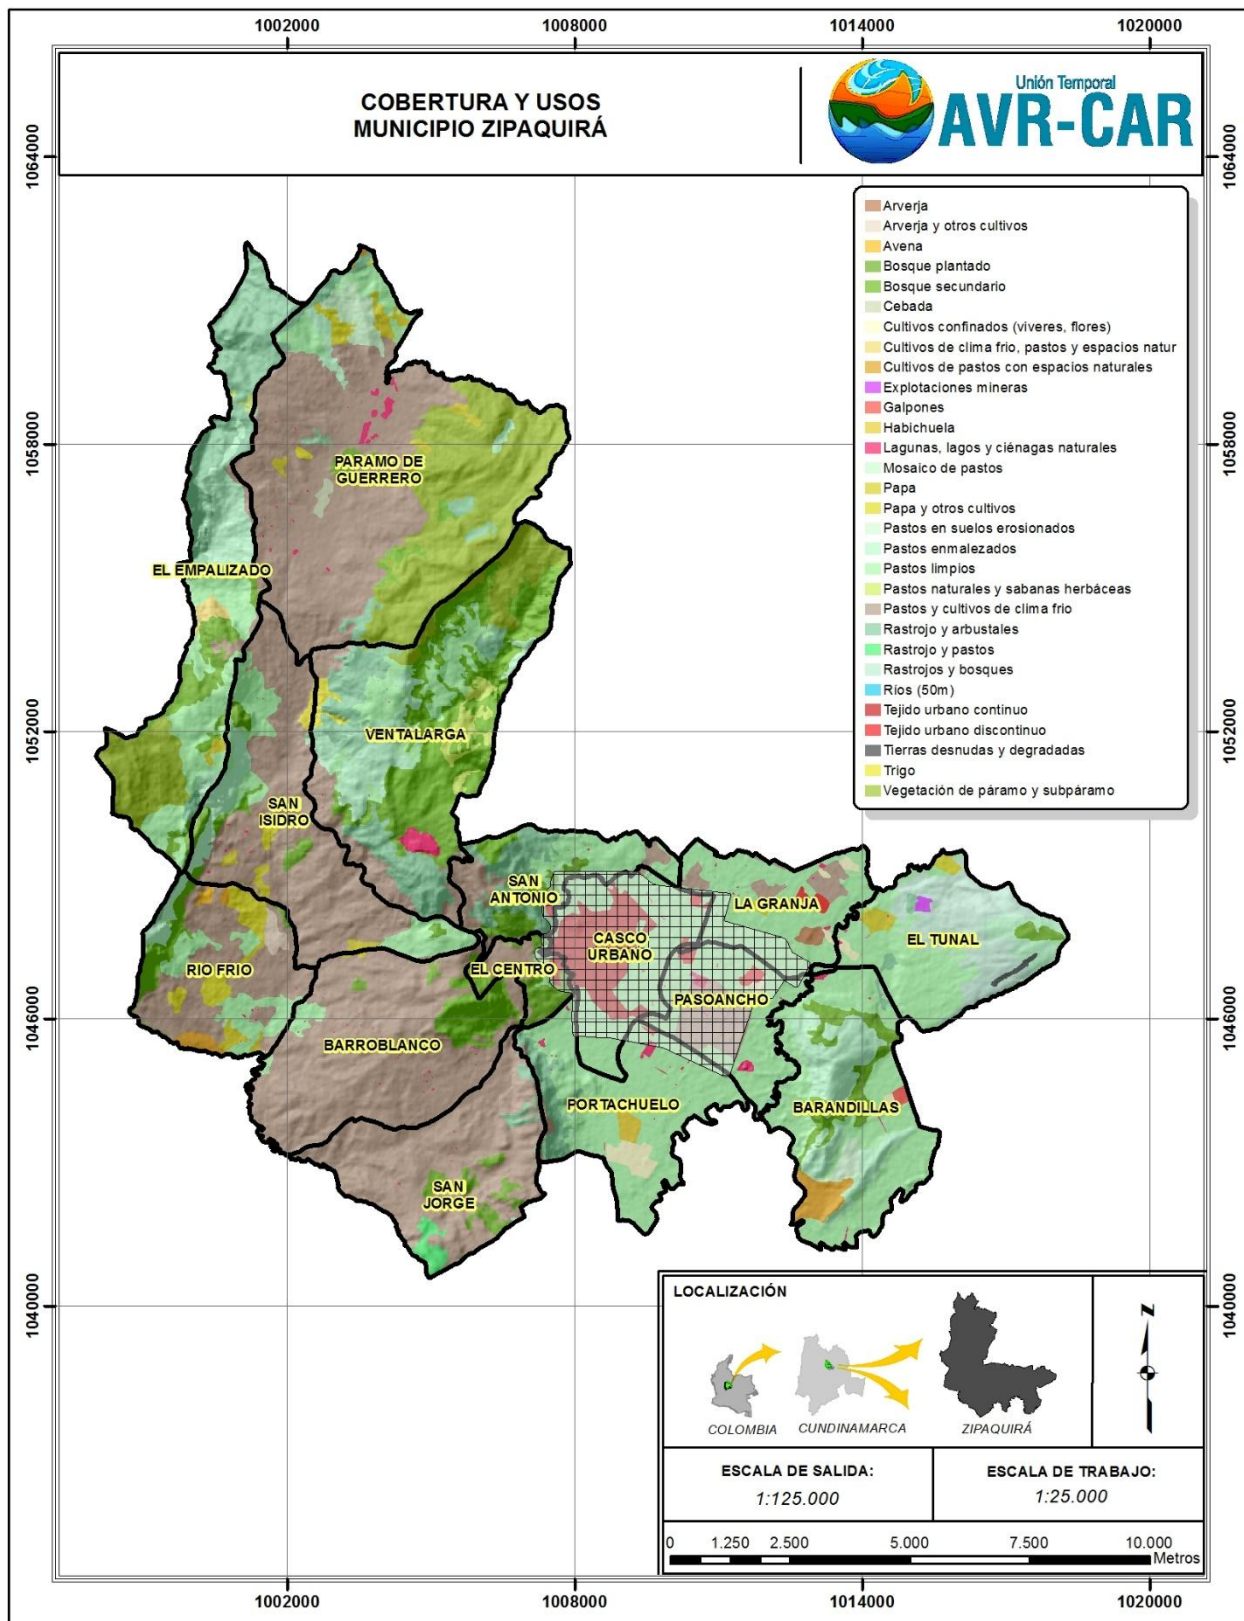 1002000 1008000 1014000 1020000
COBERTURA Y USOS
MUNICIPIO ZIPAQUIRÁ
Unión Temporal
AVR-CAR
1064000
1064000
Arverja
Arverja y otros cultivos
Avena
Bosque plantado
Bosque secundario
Cebada
Cultivos confinados (viveres, flores)
Cultivos de clima frio, pastos y espacios natur
Cultivos de pastos con espacios naturales
Explotaciones mineras
Galpones
Habichuela
Lagunas, lagos y ciénagas naturales
Mosaico de pastos
Papa
Papa y otros cultivos
Pastos en suelos erosionados
Pastos enmalezados
Pastos limpios
Pastos naturales y sabanas herbáceas
Pastos y cultivos de clima frio
Rastrojo y arbustales
Rastrojo y pastos
Rastrojos y bosques
Ríos (50m)
Tejido urbano continuo
Tejido urbano discontinuo
Tierras desnudas y degradadas
Trigo
Vegetación de páramo y subpáramo
1058000
1058000
PARAMO DE
GUERRERO
EL EMPALIZADO
1052000
1052000
VENTALARGA
SAN
ISIDRO
SAN
ANTONIO
LA GRANJA
CASCO
URBANO
EL TUNAL
RIO FRIO
EL CENTRO
PASOANCHO
1046000
1046000
BARROBLANCO
PORTACHUELO
BARANDILLAS
SAN
JORGE
1040000
1040000
LOCALIZACIÓN
COLOMBIA
CUNDINAMARCA
ZIPAQUIRÁ
N
ESCALA DE SALIDA:
1:125.000
ESCALA DE TRABAJO:
1:25.000
0 1.250 2.500 5.000 7.500 10.000
Metros
1002000 1008000 1014000 1020000